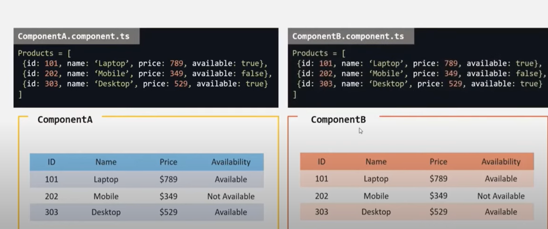 ComponentA.component.ts
Products = [
{id: 101, name: ‘Laptop’, price: 789, available: true},
{id: 202, name: ‘Mobile’, price: 349, available: false},
{id: 303, name: ‘Desktop’, price: 529, available: true}
]
ComponentA
ID Name Price Availability
101 Laptop $789 Available
202 Mobile $349 Not Available
303 Desktop $529 Available
ComponentB.component.ts
Products = [
{id: 101, name: ‘Laptop’, price: 789, available: true},
{id: 202, name: ‘Mobile’, price: 349, available: false},
{id: 303, name: ‘Desktop’, price: 529, available: true}
]
ComponentB
ID Name Price Availability
101 Laptop $789 Available
202 Mobile $349 Not Available
303 Desktop $529 Available